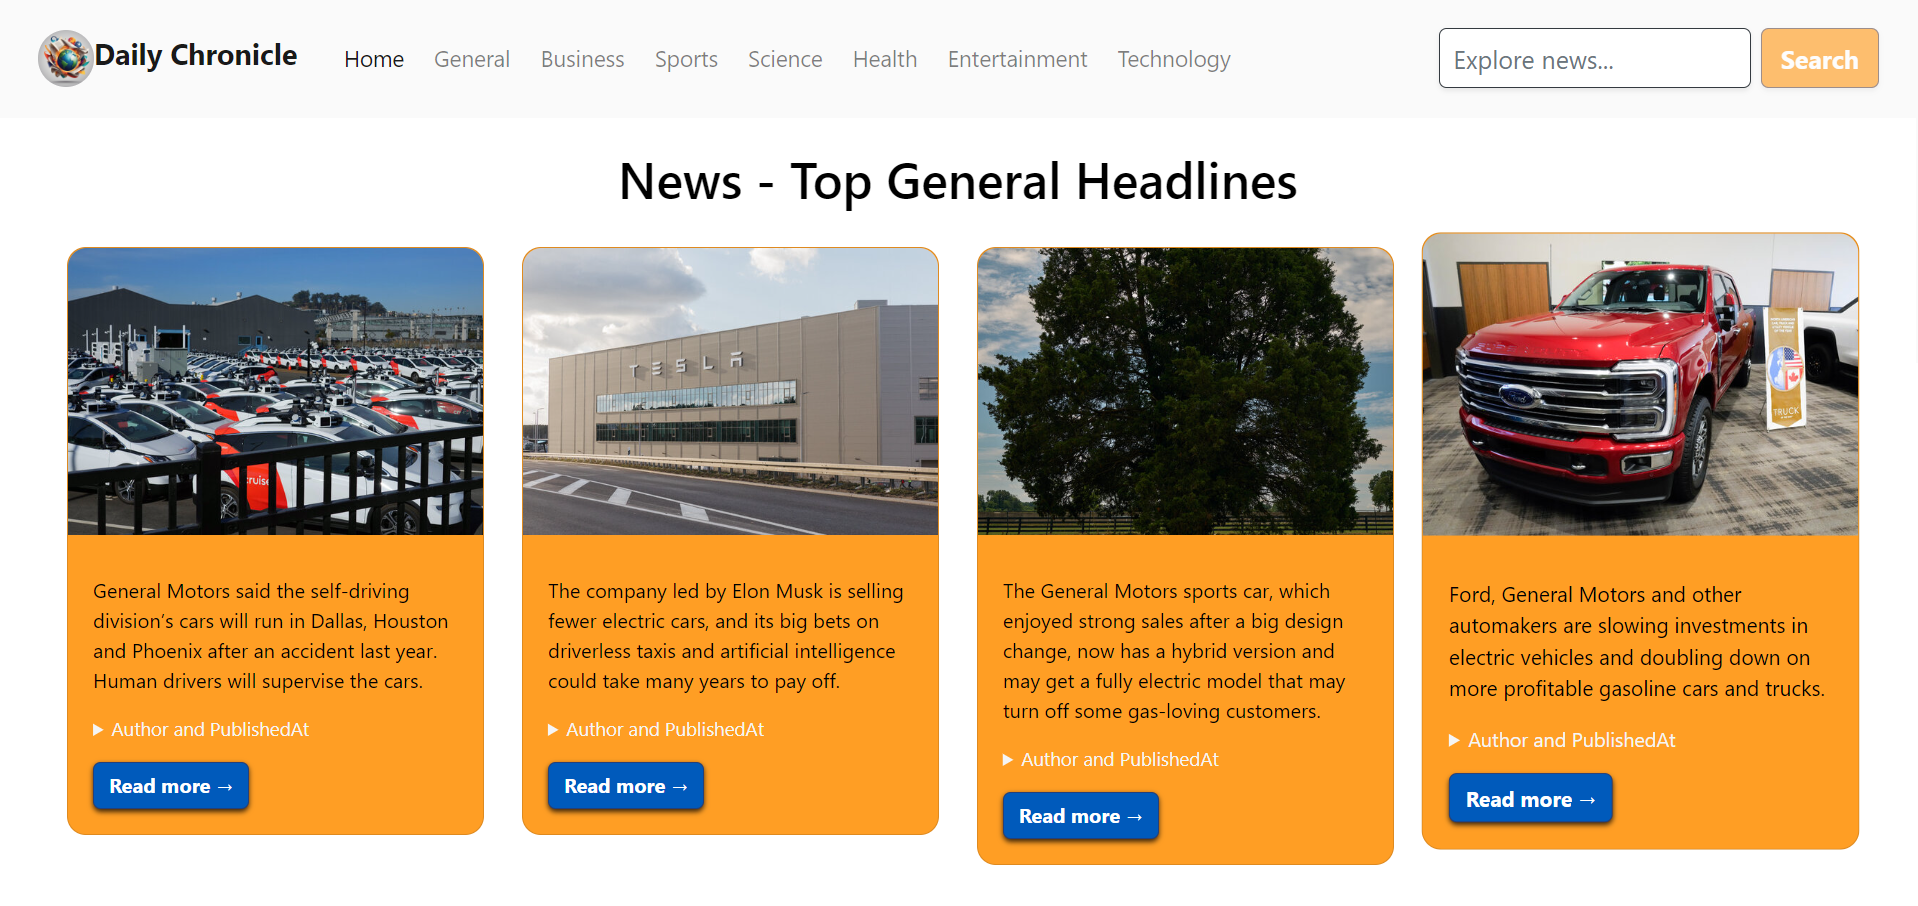 Daily Chronicle
Home General Business Sports Science Health Entertainment Technology
Explore news...
Search
News - Top General Headlines
cruise
General Motors said the self-driving
division’s cars will run in Dallas, Houston
and Phoenix after an accident last year.
Human drivers will supervise the cars.
▶ Author and PublishedAt
Read more →
TESLA
The company led by Elon Musk is selling
fewer electric cars, and its big bets on
driverless taxis and artificial intelligence
could take many years to pay off.
▶ Author and PublishedAt
Read more →
The General Motors sports car, which
enjoyed strong sales after a big design
change, now has a hybrid version and
may get a fully electric model that may
turn off some gas-loving customers.
▶ Author and PublishedAt
Read more →
Ford
TRUCK
Ford, General Motors and other
automakers are slowing investments in
electric vehicles and doubling down on
more profitable gasoline cars and trucks.
▶ Author and PublishedAt
Read more →